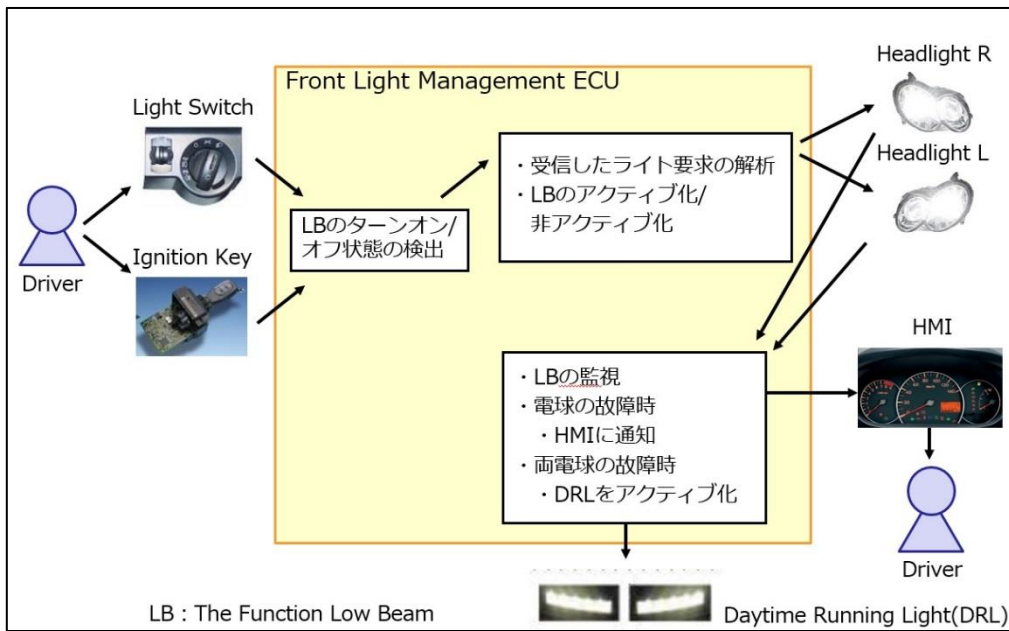 Front Light Management ECU
Light Switch
Ignition Key
Driver
LBのターンオン/
オフ状態の検出
・受信したライト要求の解析
・LBのアクティブ化/
非アクティブ化
Headlight R
Headlight L
・LBの監視
・電球の故障時
・HMIに通知
・両電球の故障時
・DRLをアクティブ化
HMI
Driver
LB : The Function Low Beam
Daytime Running Light(DRL)